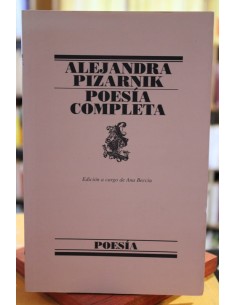 ALEJANDRA
PIZARNIK
POESÍA
COMPLETA
Edición a cargo de Ana Becciu
POESÍA